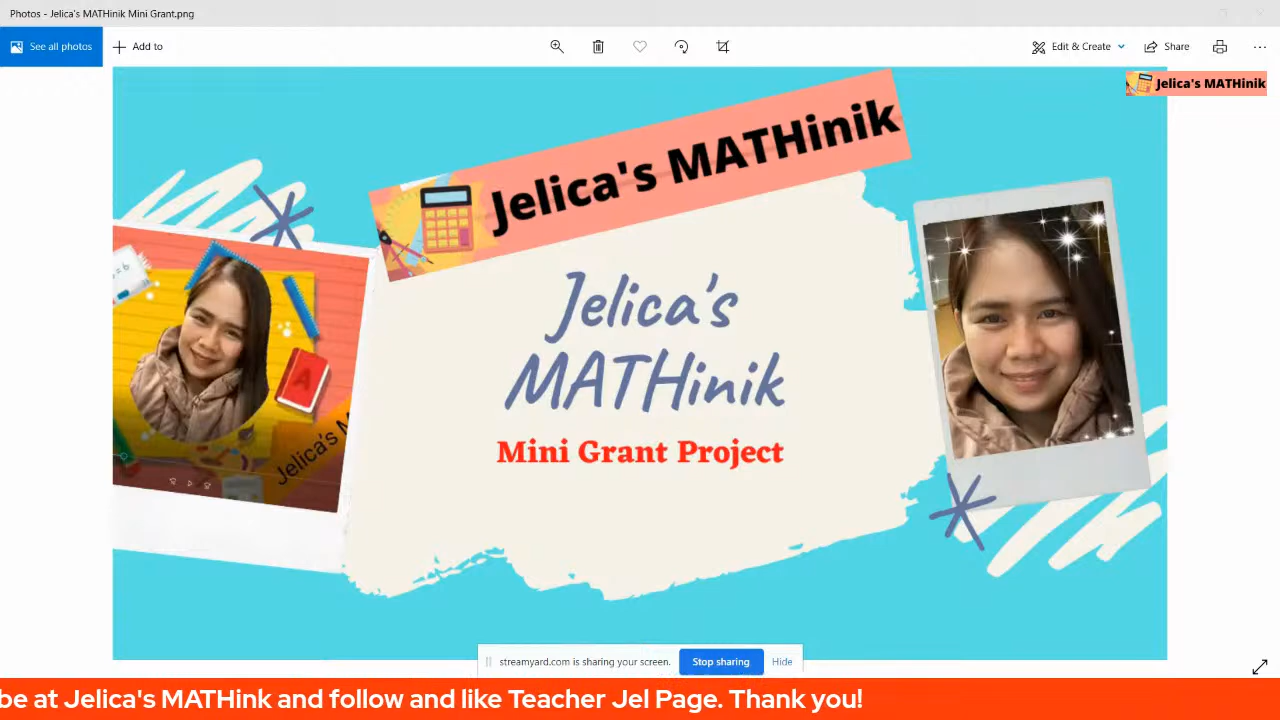 Photos - Jelica's MATHinik Mini Grant.png
See all photos
Add to
Edit & Create
Share
Jelica's MATHinik
Jelica's MATHinik
Jelica's
MATHinik
Mini Grant Project
A
Jelica's M
streamyard.com is sharing your screen.
Stop sharing
Hide
be at Jelica's MATHink and follow and like Teacher Jel Page. Thank you!